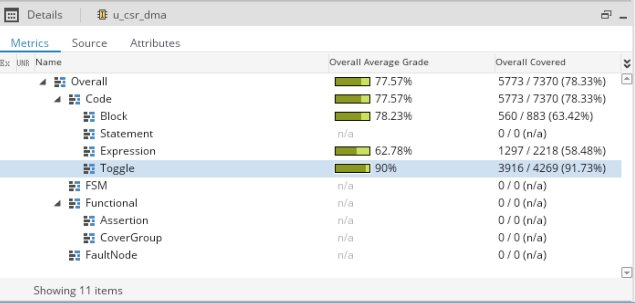 Details u_csr_dma
Metrics Source Attributes
Ex UNR Name Overall Average Grade Overall Covered
Overall 77.57% 5773 / 7370 (78.33%)
Code 77.57% 5773 / 7370 (78.33%)
Block 78.23% 560 / 883 (63.42%)
Statement n/a 0 / 0 (n/a)
Expression 62.78% 1297 / 2218 (58.48%)
Toggle 90% 3916 / 4269 (91.73%)
FSM n/a 0 / 0 (n/a)
Functional n/a 0 / 0 (n/a)
Assertion n/a 0 / 0 (n/a)
CoverGroup n/a 0 / 0 (n/a)
FaultNode n/a 0 / 0 (n/a)
Showing 11 items